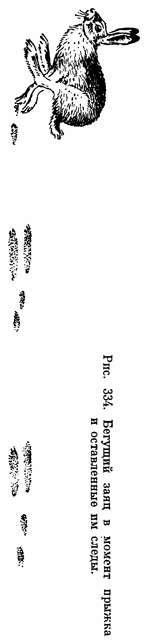 Рис. 334. Бегущий заяц в момент прыжка
и оставленные им следы.